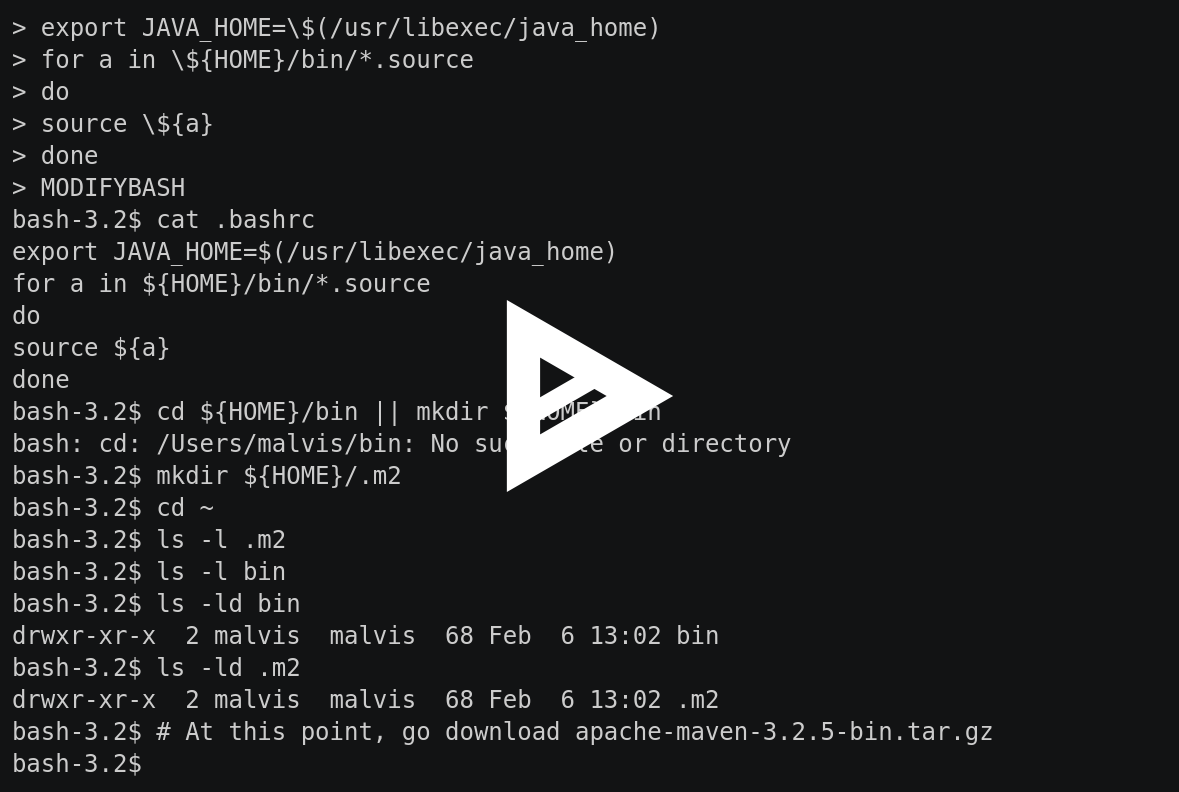 > export JAVA_HOME=\$(/usr/libexec/java_home)
> for a in \${HOME}/bin/*.source
> do
> source \${a}
> done
> MODIFYBASH
bash-3.2$ cat .bashrc
export JAVA_HOME=$(/usr/libexec/java_home)
for a in ${HOME}/bin/*.source
do
source ${a}
done
bash-3.2$ cd ${HOME}/bin || mkdir
bash: cd: /Users/malvis/bin: No or directory
bash-3.2$ mkdir ${HOME}/.m2
bash-3.2$ cd ~
bash-3.2$ ls -l .m2
bash-3.2$ ls -l bin
bash-3.2$ ls -ld bin
drwxr-xr-x  2 malvis  malvis  68 Feb  6 13:02 bin
bash-3.2$ ls -ld .m2
drwxr-xr-x  2 malvis  malvis  68 Feb  6 13:02 .m2
bash-3.2$ # At this point, go download apache-maven-3.2.5-bin.tar.gz
bash-3.2$